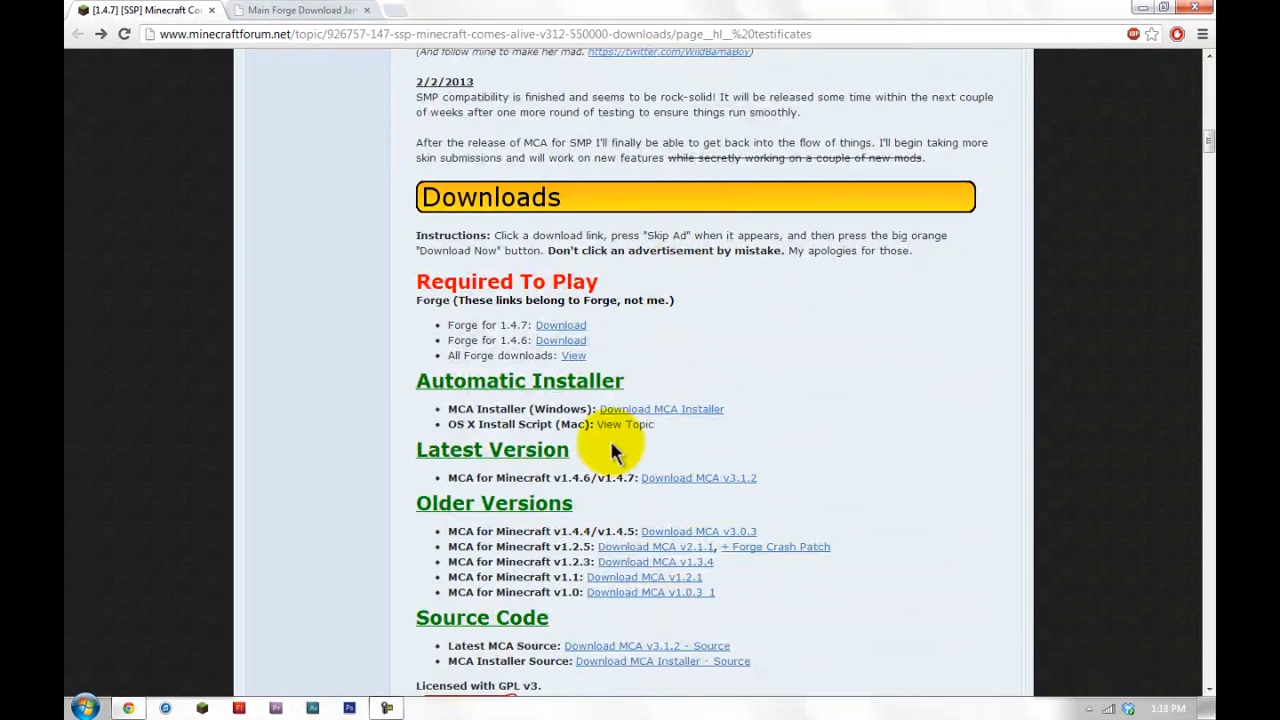 [1.4.7] [SSP] Minecraft Co
Main Forge Download Jar
www.minecraftforum.net/topic/926757-147-ssp-minecraft-comes-alive-v312-550000-downloads/page__hl__%20testificates
(And follow mine to make her mad. https://twitter.com/WildBamaBoy)
2/2/2013
SMP compatibility is finished and seems to be rock-solid! It will be released some time within the next couple
of weeks after one more round of testing to ensure things run smoothly.
After the release of MCA for SMP I'll finally be able to get back into the flow of things. I'll begin taking more
skin submissions and will work on new features while secretly working on a couple of new mods.
Downloads
Instructions: Click a download link, press "Skip Ad" when it appears, and then press the big orange
"Download Now" button. Don't click an advertisement by mistake. My apologies for those.
Required To Play
Forge (These links belong to Forge, not me.)
• Forge for 1.4.7: Download
• Forge for 1.4.6: Download
• All Forge downloads: View
Automatic Installer
• MCA Installer (Windows): Download MCA Installer
• OS X Install Script (Mac): View Topic
Latest Version
• MCA for Minecraft v1.4.6/v1.4.7: Download MCA v3.1.2
Older Versions
• MCA for Minecraft v1.4.4/v1.4.5: Download MCA v3.0.3
• MCA for Minecraft v1.2.5: Download MCA v2.1.1, + Forge Crash Patch
• MCA for Minecraft v1.2.3: Download MCA v1.3.4
• MCA for Minecraft v1.1: Download MCA v1.2.1
• MCA for Minecraft v1.0: Download MCA v1.0.3_1
Source Code
• Latest MCA Source: Download MCA v3.1.2 - Source
• MCA Installer Source: Download MCA Installer - Source
Licensed with GPL v3.
Fl
Pr
Au
Ps
1:18 PM